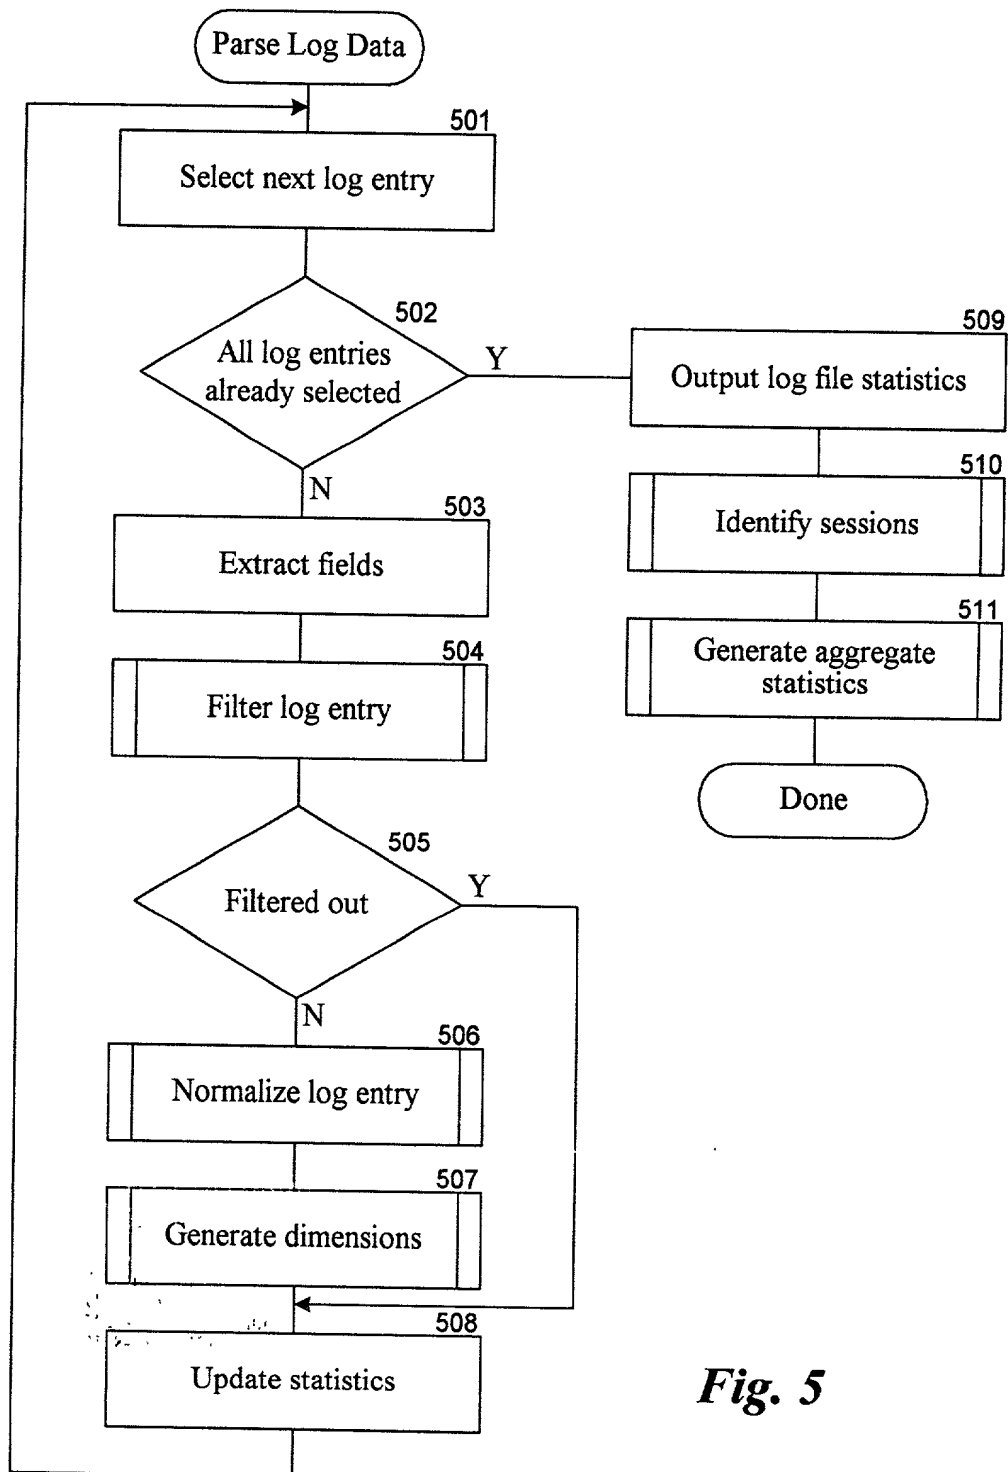 Parse Log Data
501
Select next log entry
502
All log entries
already selected
Y
N
509
Output log file statistics
510
Identify sessions
511
Generate aggregate
statistics
Done
503
Extract fields
504
Filter log entry
505
Filtered out
Y
N
506
Normalize log entry
507
Generate dimensions
508
Update statistics
Fig. 5